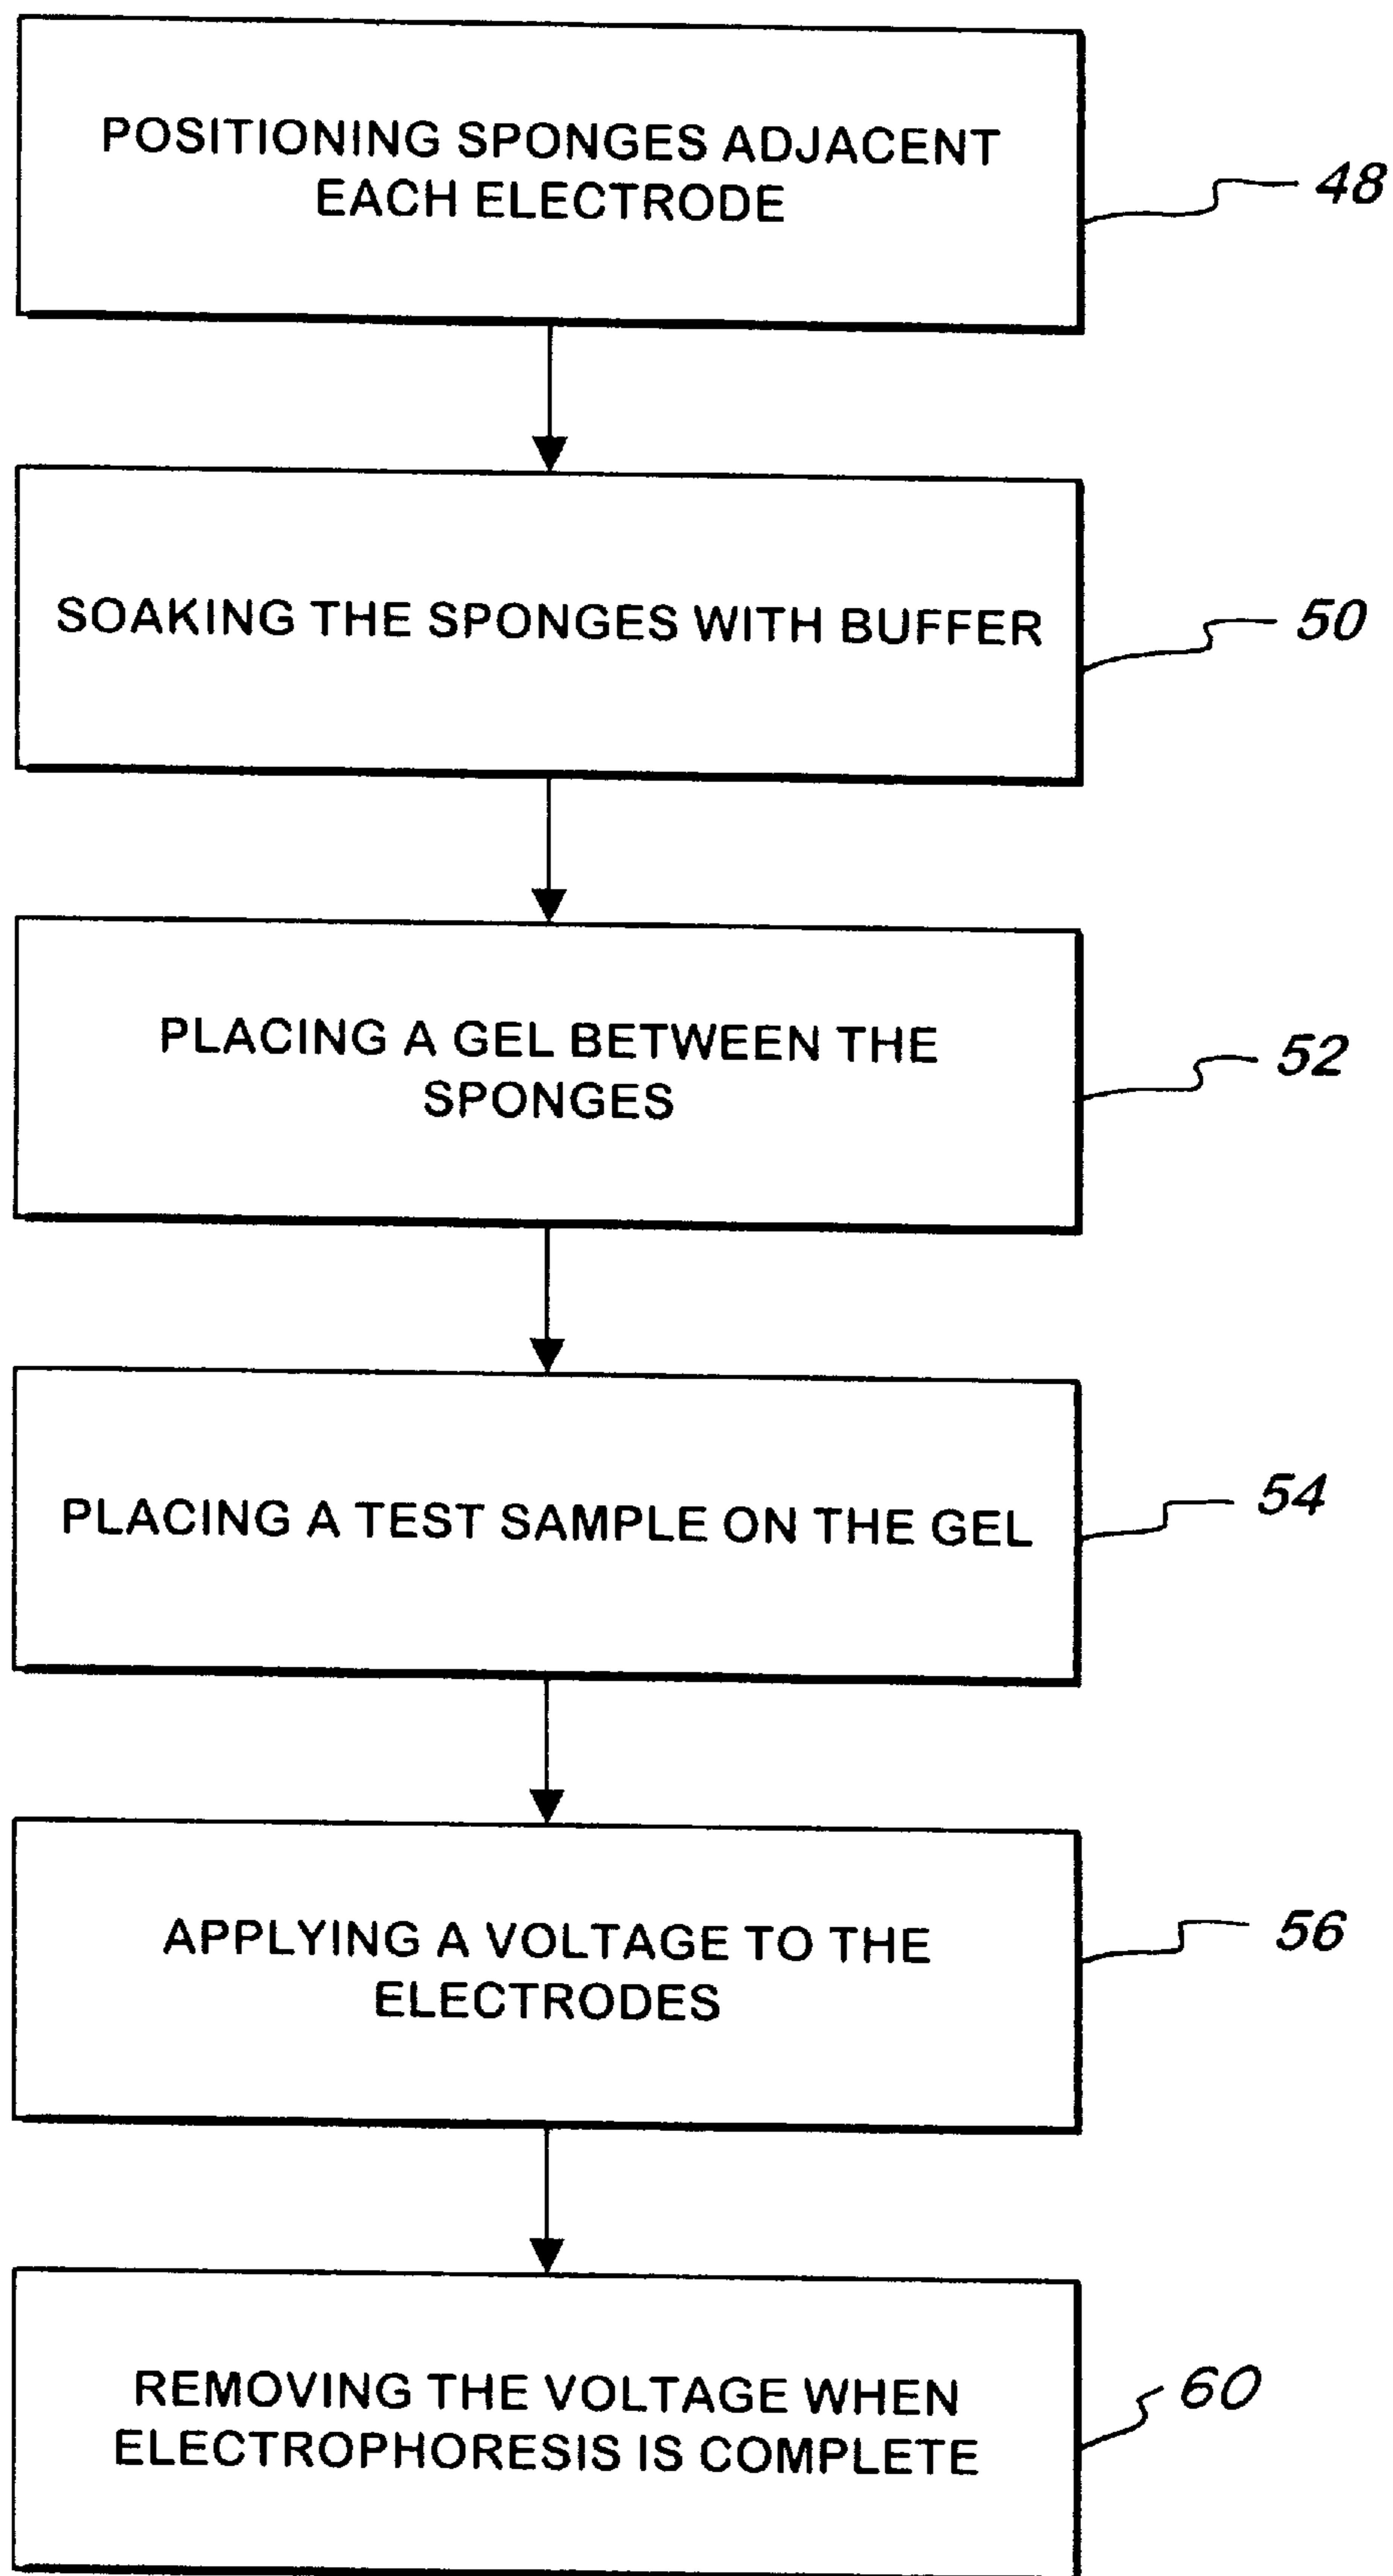 POSITIONING SPONGES ADJACENT
EACH ELECTRODE
48
SOAKING THE SPONGES WITH BUFFER
50
PLACING A GEL BETWEEN THE
SPONGES
52
PLACING A TEST SAMPLE ON THE GEL
54
APPLYING A VOLTAGE TO THE
ELECTRODES
56
REMOVING THE VOLTAGE WHEN
ELECTROPHORESIS IS COMPLETE
60